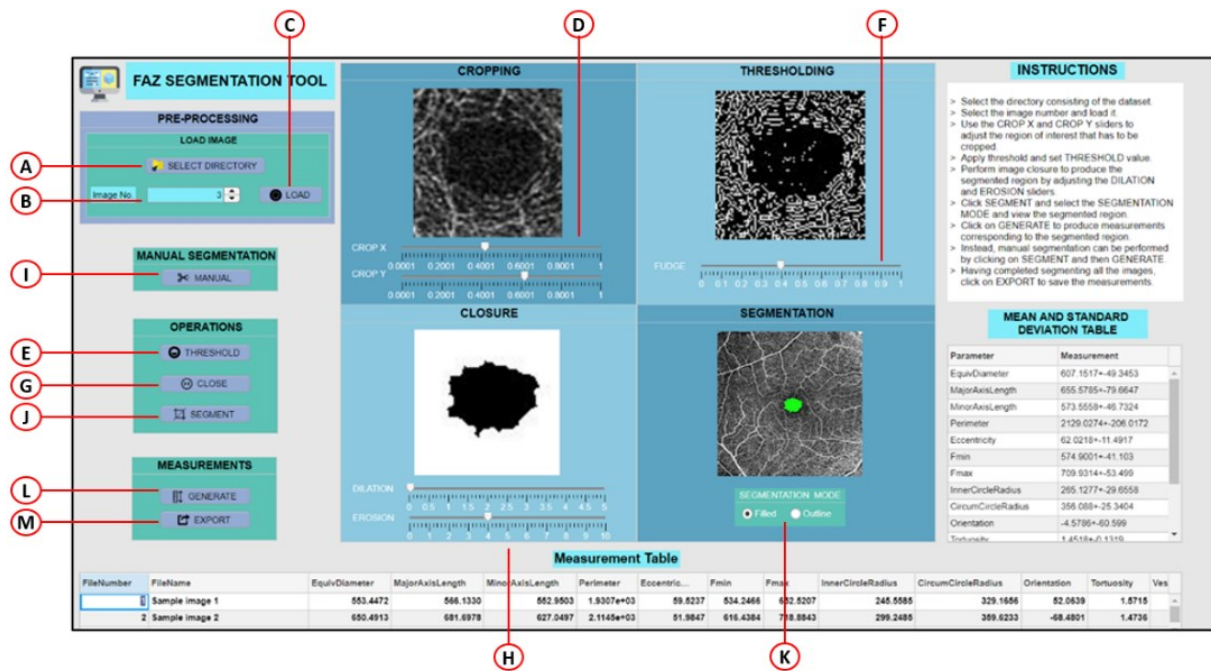 C
D
F
FAZ SEGMENTATION TOOL
PRE-PROCESSING
LOAD IMAGE
A
SELECT DIRECTORY
B
Image No.
3
LOAD
I
MANUAL SEGMENTATION
MANUAL
OPERATIONS
E
THRESHOLD
G
CLOSE
J
SEGMENT
MEASUREMENTS
L
GENERATE
M
EXPORT
CROPPING
CROP X
0.0001 0.2001 0.4001 0.6001 0.8001 1
CROP Y
0.0001 0.2001 0.4001 0.6001 0.8001 1
THRESHOLDING
FUDGE
0 0.1 0.2 0.3 0.4 0.5 0.6 0.7 0.8 0.9 1
CLOSURE
DILATION
0 0.5 1 1.5 2 2.5 3 3.5 4 4.5 5
EROSION
0 1 2 3 4 5 6 7 8 9 10
SEGMENTATION
SEGMENTATION MODE
Filled Outline
INSTRUCTIONS
> Select the directory consisting of the dataset.
> Select the image number and load it.
> Use the CROP X and CROP Y sliders to
adjust the region of interest that has to be
cropped.
> Apply threshold and set THRESHOLD value.
> Perform image closure to produce the
segmented region by adjusting the DILATION
and EROSION sliders.
> Click SEGMENT and select the SEGMENTATION
MODE and view the segmented region.
> Click on GENERATE to produce measurements
corresponding to the segmented region.
> Instead, manual segmentation can be performed
by clicking on SEGMENT and then GENERATE.
> Having completed segmenting all the images,
click on EXPORT to save the measurements.
MEAN AND STANDARD
DEVIATION TABLE
Parameter Measurement
EquivDiameter 607.1517+-49.3453
MajorAxisLength 655.5785+-79.6647
MinorAxisLength 573.5558+-46.7324
Perimeter 2129.0274+-206.0172
Eccentricity 62.0218+-11.4917
Fmin 574.9001+-41.103
Fmax 709.9314+-53.499
InnerCircleRadius 265.1277+-29.6558
CircumCircleRadius 356.088+-25.3404
Orientation -4.5786+-60.599
Tortuosity 1.4518+-0.1319
Measurement Table
FileNumber FileName EquivDiameter MajorAxisLength MinorAxisLength Perimeter Eccentric... Fmin Fmax InnerCircleRadius CircumCircleRadius Orientation Tortuosity Ves
Sample image 1 553.4472 566.1330 552.9503 1.9307e+03 59.5237 534.2466 245.5585 329.1656 52.0639 1.5715
2 Sample image 2 650.4913 681.6978 627.0497 2.1145e+03 51.9847 616.4384 299.2485 359.6233 -68.4801 1.4736
H
K